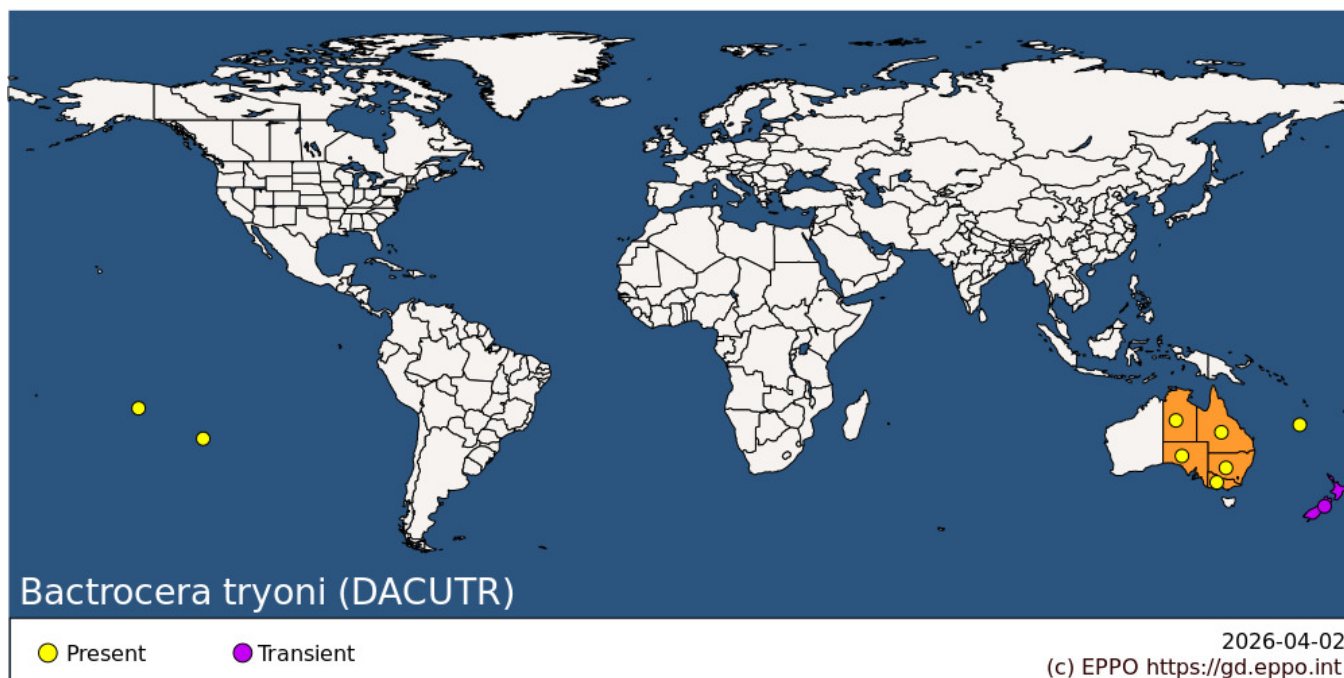 Bactrocera tryoni (DACUTR)
Present
Transient
2026-04-02
(c) EPPO https://gd.eppo.int